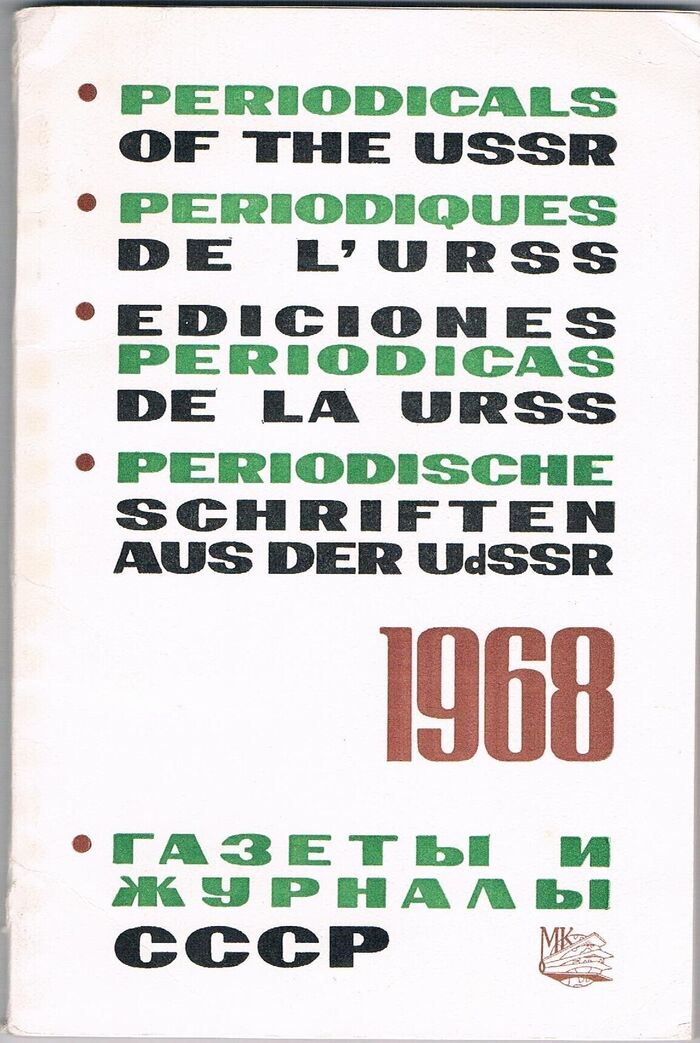 • PERIODICALS
OF THE USSR
• PERIODIQUES
DE L'URSS
• EDICIONES
PERIODICAS
DE LA URSS
• PERIODISCHE
SCHRIFTEN
AUS DER UdSSR
1968
• ГАЗЕТЫ И
ЖУРНАЛЫ
СССР
МК